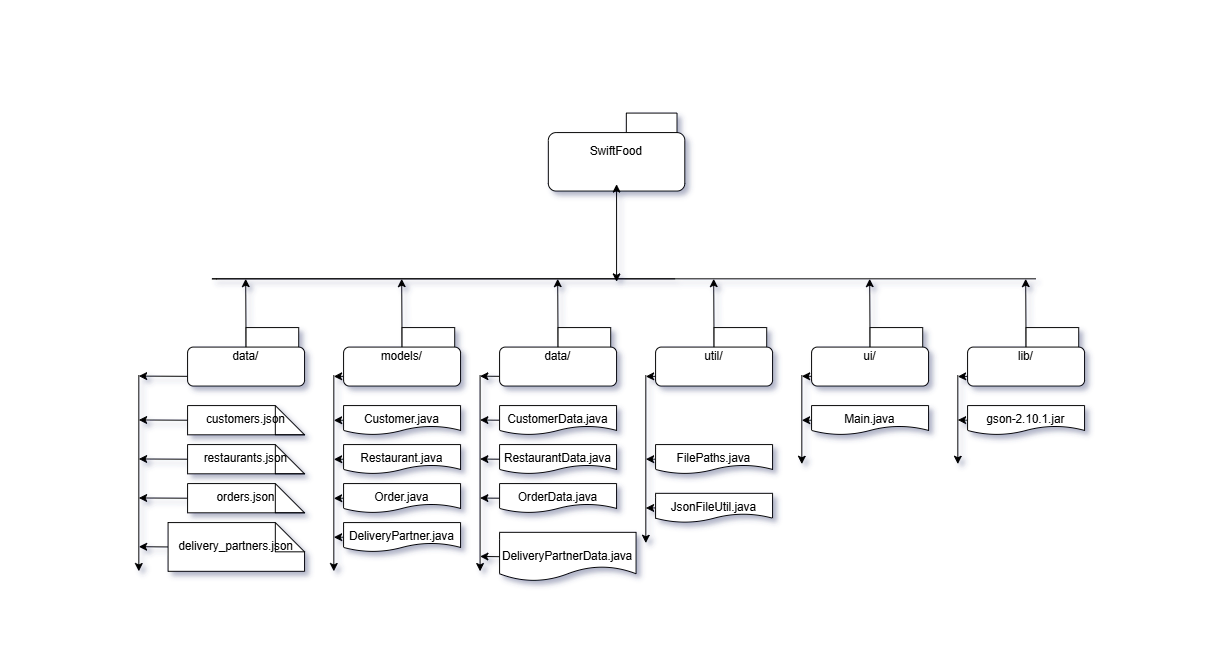 SwiftFood
data/
models/
data/
util/
ui/
lib/
customers.json
Customer.java
CustomerData.java
Main.java
gson-2.10.1.jar
restaurants.json
Restaurant.java
RestaurantData.java
FilePaths.java
orders.json
Order.java
OrderData.java
JsonFileUtil.java
delivery_partners.json
DeliveryPartner.java
DeliveryPartnerData.java